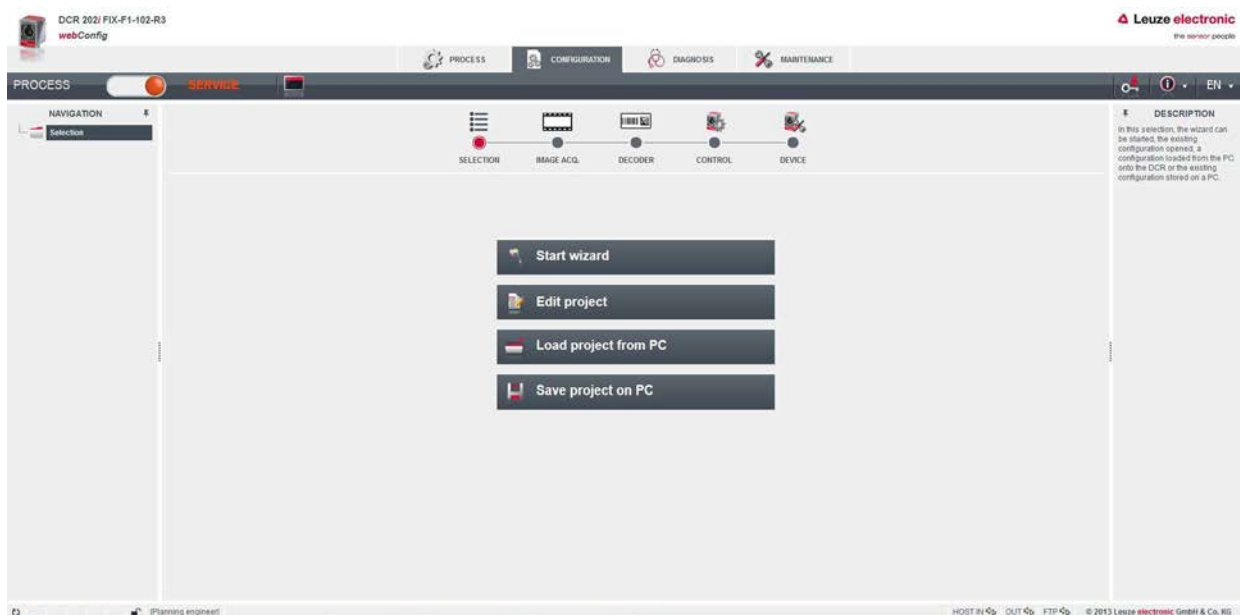 DCR 202i FIX-F1-102-R3
webConfig
Leuze electronic
the sensor people
PROCESS
CONFIGURATION
DIAGNOSIS
MAINTENANCE
PROCESS
SERVICE
EN
NAVIGATION
Selection
SELECTION
IMAGE ACQ.
DECODER
CONTROL
DEVICE
DESCRIPTION
In this selection, the wizard can
be started, the existing
configuration opened, a
configuration loaded from the PC
onto the DCR or the existing
configuration stored on a PC.
Start wizard
Edit project
Load project from PC
Save project on PC
(Planning engineer)
HOST IN OUT FTP © 2013 Leuze electronic GmbH & Co. KG